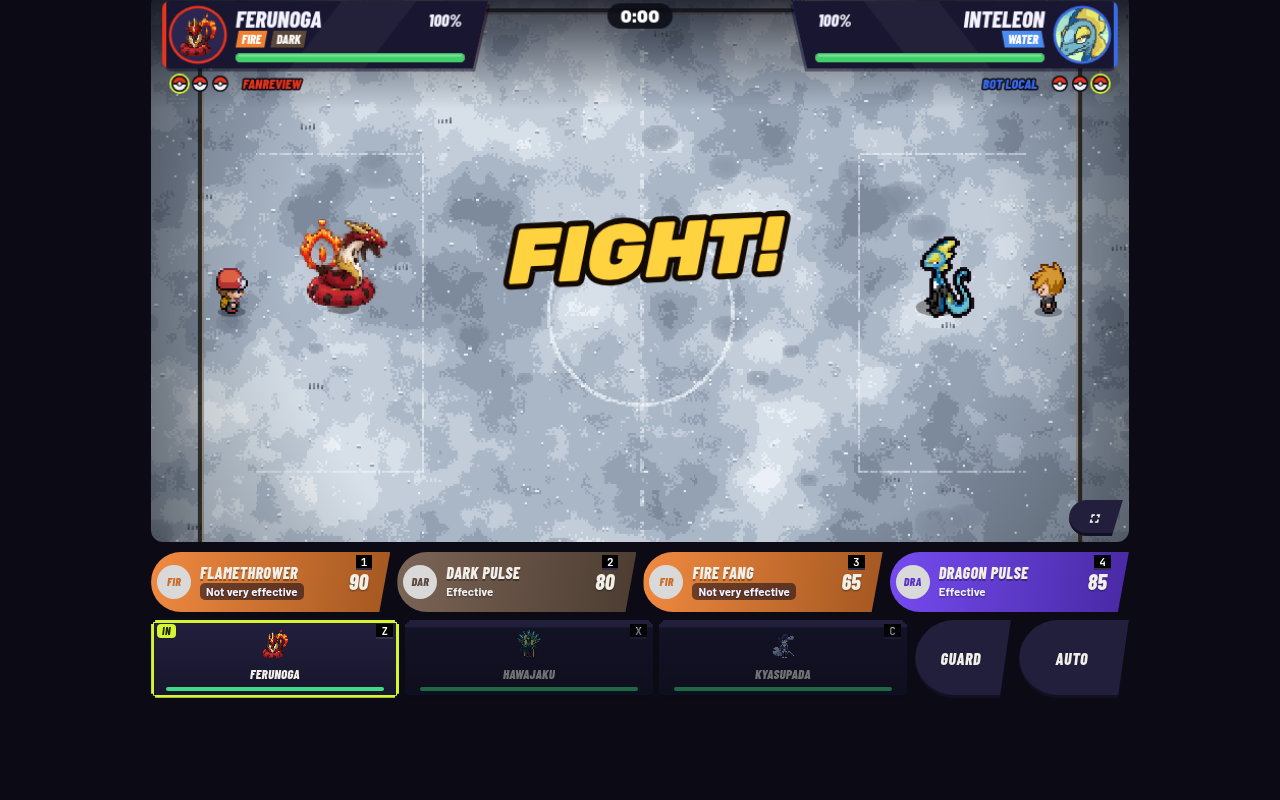 FERUNOGA
100%
0:00
100%
INTELEON
FIRE
DARK
WATER
FANREVIEW
BOT LOCAL
FIGHT!
1
2
3
4
FIR
FLAMETHROWER
Not very effective
90
DAR
DARK PULSE
Effective
80
FIR
FIRE FANG
Not very effective
65
DRA
DRAGON PULSE
Effective
85
IN
Z
X
C
FERUNOGA
HAWAJAKU
KYASUPADA
GUARD
AUTO